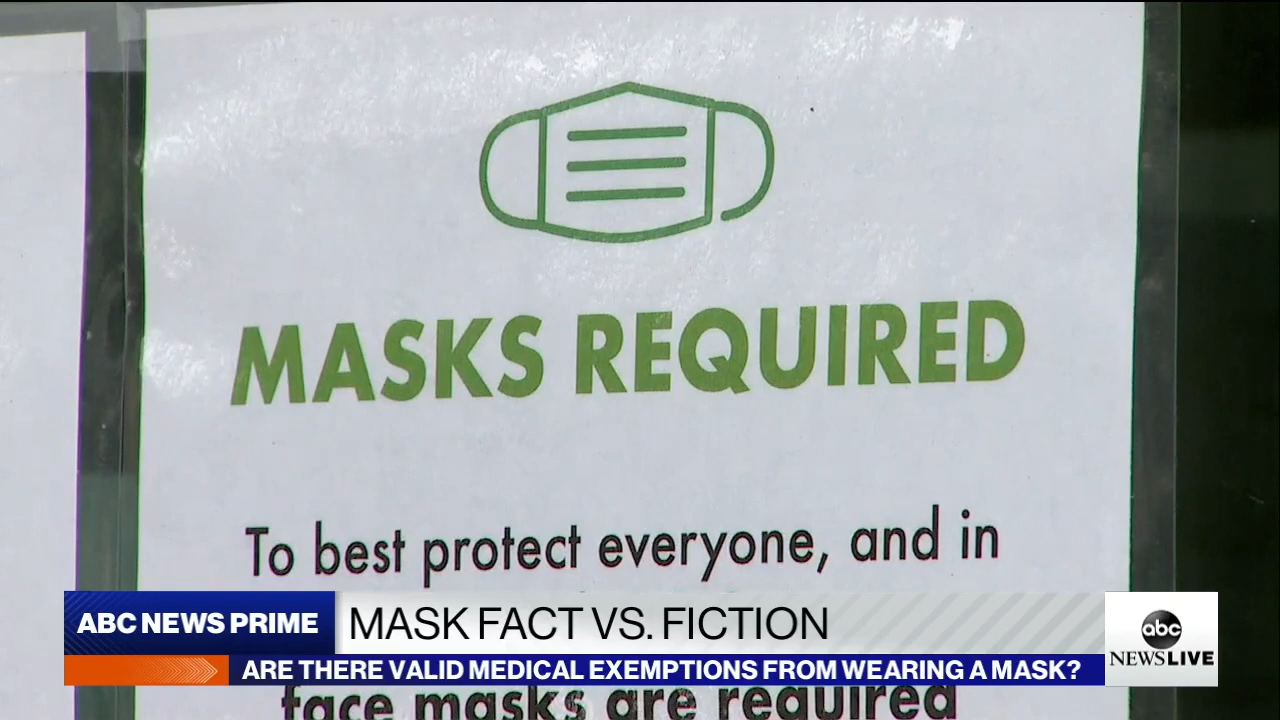 MASKS REQUIRED
To best protect everyone, and in
ABC NEWS PRIME
MASK FACT VS. FICTION
ARE THERE VALID MEDICAL EXEMPTIONS FROM WEARING A MASK?
abc
NEWS LIVE
face masks are required